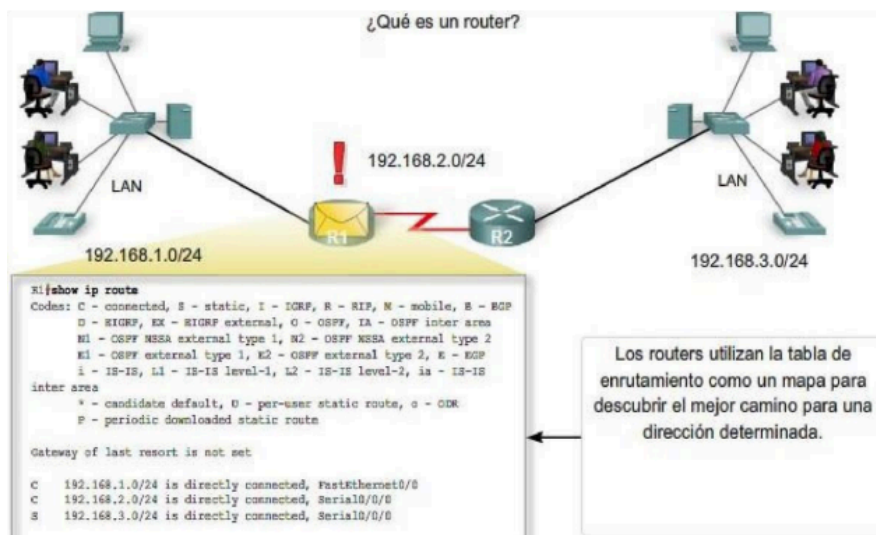 ¿Qué es un router?
192.168.2.0/24
LAN
LAN
R1
R2
192.168.1.0/24
192.168.3.0/24
R1#show ip route
Codes: C - connected, S - static, I - IGRP, R - RIP, M - mobile, B - BGP
D - EIGRP, EX - EIGRP external, O - OSPF, IA - OSPF inter area
N1 - OSPF NSSA external type 1, N2 - OSPF NSSA external type 2
E1 - OSPF external type 1, E2 - OSPF external type 2, E - EGP
i - IS-IS, L1 - IS-IS level-1, L2 - IS-IS level-2, ia - IS-IS
inter area
* - candidate default, U - per-user static route, o - ODR
P - periodic downloaded static route
Gateway of last resort is not set
C 192.168.1.0/24 is directly connected, FastEthernet0/0
C 192.168.2.0/24 is directly connected, Serial0/0/0
S 192.168.3.0/24 is directly connected, Serial0/0/0
Los routers utilizan la tabla de
enrutamiento como un mapa para
descubrir el mejor camino para una
dirección determinada.